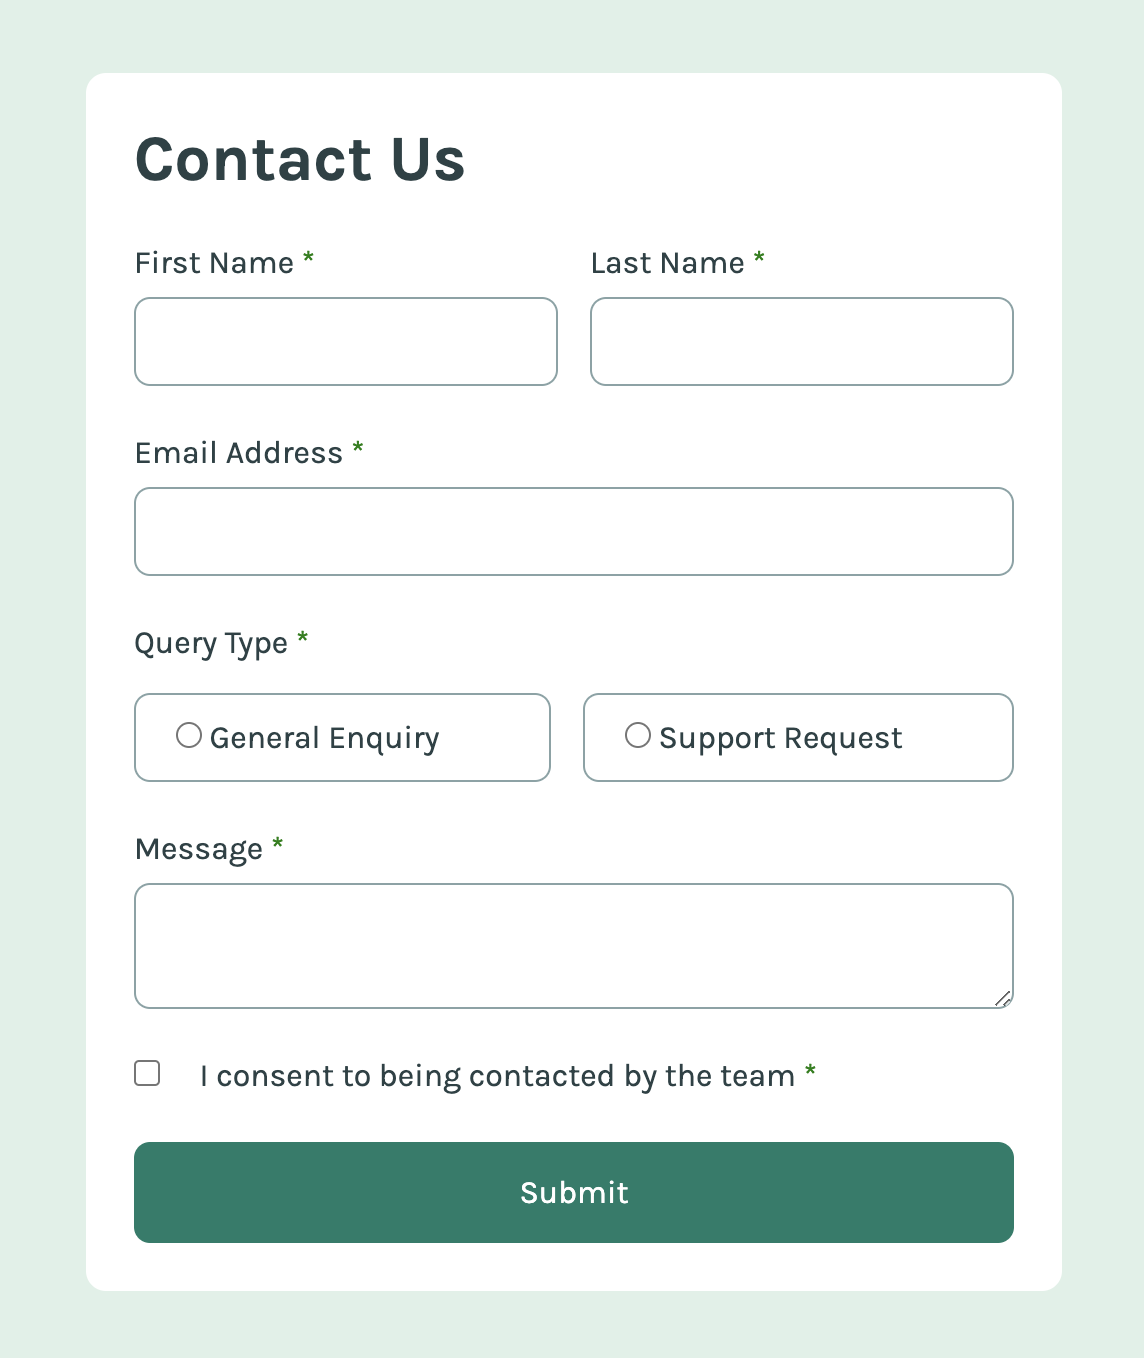 Contact Us
First Name * Last Name *
Email Address *
Query Type *
General Enquiry Support Request
Message *
I consent to being contacted by the team *
Submit